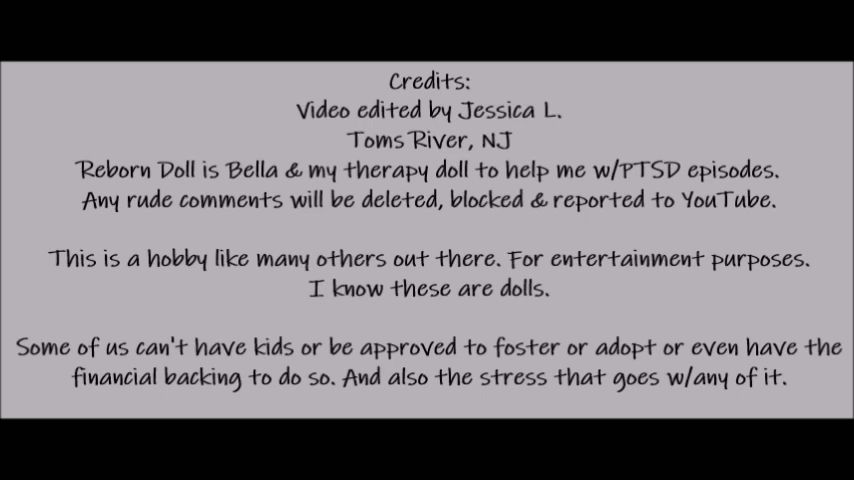 Credits:
Video edited by Jessica L.
Toms River, NJ
Reborn Doll is Bella & my therapy doll to help me w/PTSD episodes.
Any rude comments will be deleted, blocked & reported to YouTube.
This is a hobby like many others out there. For entertainment purposes.
I know these are dolls.
Some of us can't have kids or be approved to foster or adopt or even have the
financial backing to do so. And also the stress that goes w/any of it.